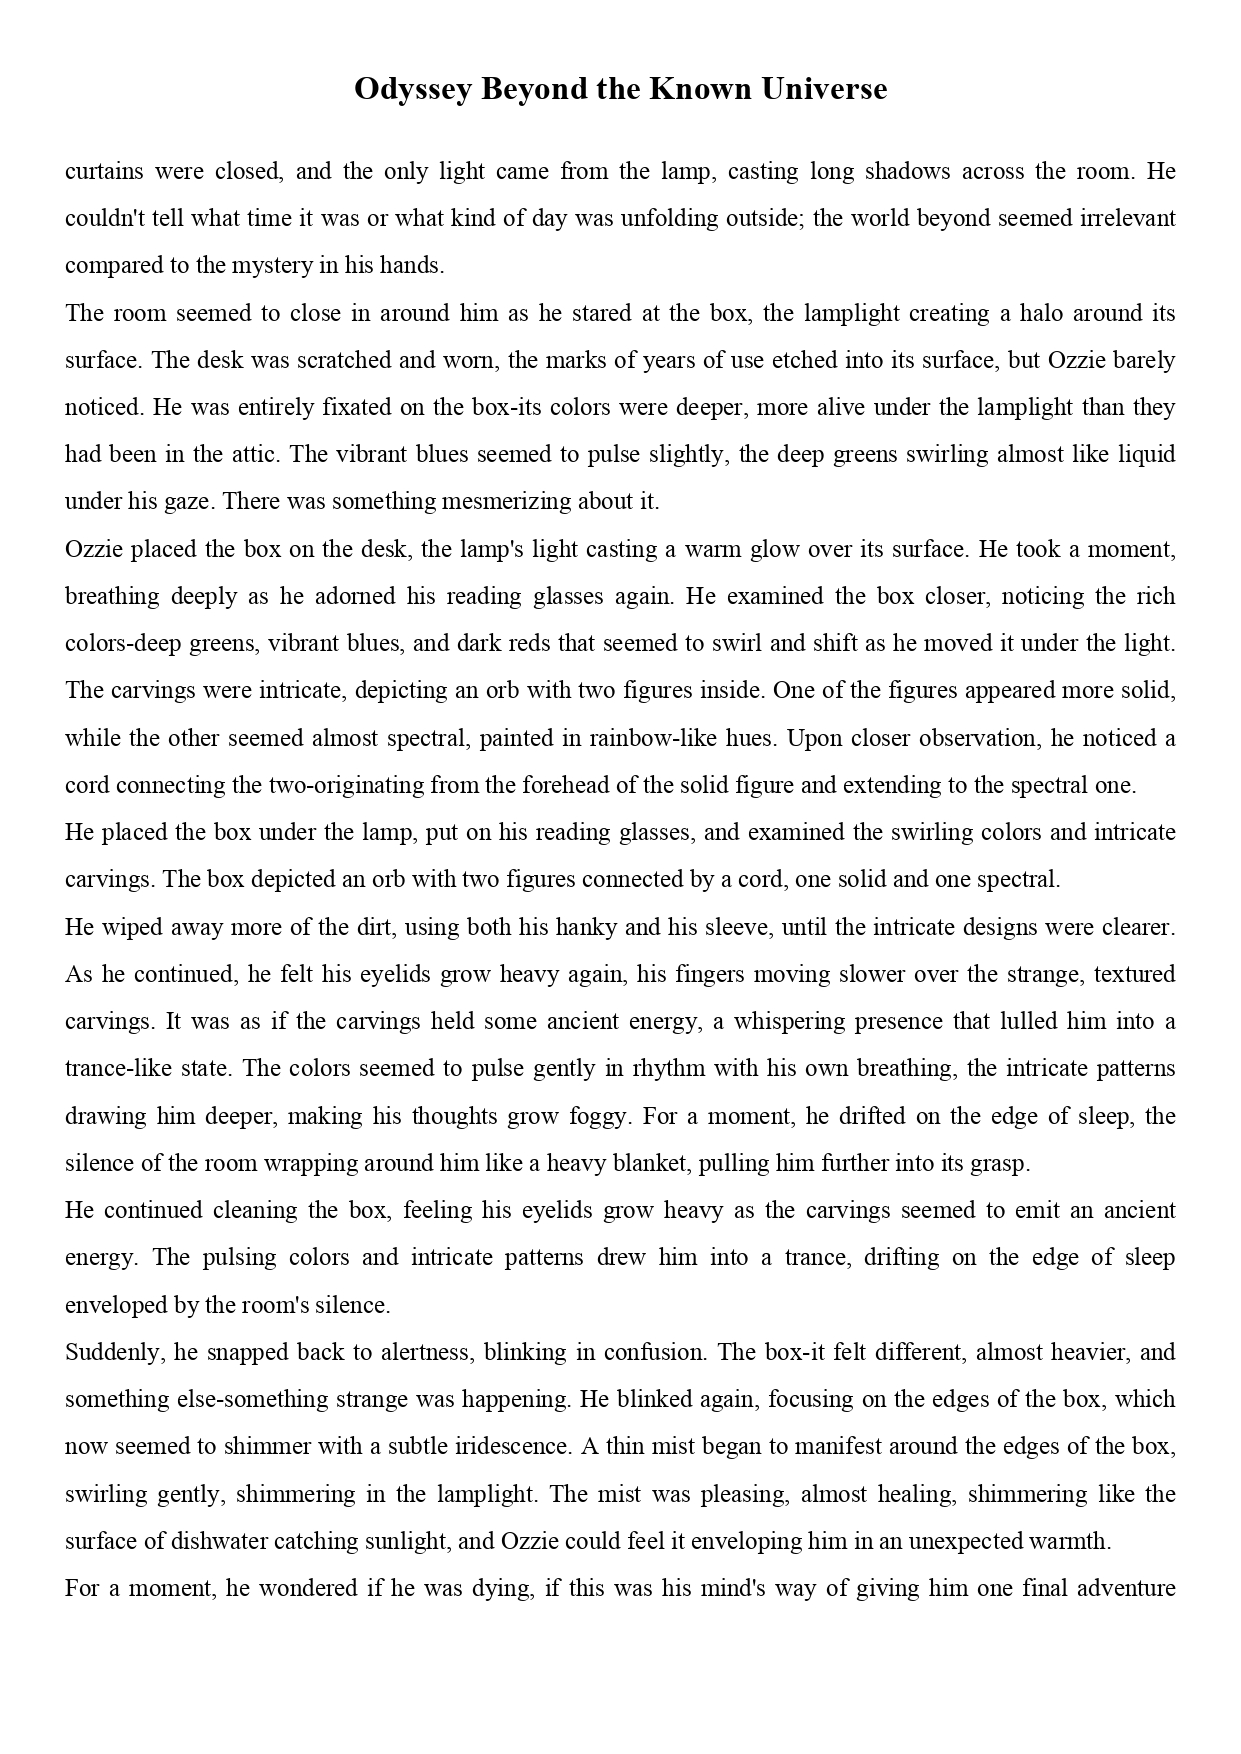 Odyssey Beyond the Known Universe
curtains were closed, and the only light came from the lamp, casting long shadows across the room. He
couldn't tell what time it was or what kind of day was unfolding outside; the world beyond seemed irrelevant
compared to the mystery in his hands.
The room seemed to close in around him as he stared at the box, the lamplight creating a halo around its
surface. The desk was scratched and worn, the marks of years of use etched into its surface, but Ozzie barely
noticed. He was entirely fixated on the box-its colors were deeper, more alive under the lamplight than they
had been in the attic. The vibrant blues seemed to pulse slightly, the deep greens swirling almost like liquid
under his gaze. There was something mesmerizing about it.
Ozzie placed the box on the desk, the lamp's light casting a warm glow over its surface. He took a moment,
breathing deeply as he adorned his reading glasses again. He examined the box closer, noticing the rich
colors-deep greens, vibrant blues, and dark reds that seemed to swirl and shift as he moved it under the light.
The carvings were intricate, depicting an orb with two figures inside. One of the figures appeared more solid,
while the other seemed almost spectral, painted in rainbow-like hues. Upon closer observation, he noticed a
cord connecting the two-originating from the forehead of the solid figure and extending to the spectral one.
He placed the box under the lamp, put on his reading glasses, and examined the swirling colors and intricate
carvings. The box depicted an orb with two figures connected by a cord, one solid and one spectral.
He wiped away more of the dirt, using both his hanky and his sleeve, until the intricate designs were clearer.
As he continued, he felt his eyelids grow heavy again, his fingers moving slower over the strange, textured
carvings. It was as if the carvings held some ancient energy, a whispering presence that lulled him into a
trance-like state. The colors seemed to pulse gently in rhythm with his own breathing, the intricate patterns
drawing him deeper, making his thoughts grow foggy. For a moment, he drifted on the edge of sleep, the
silence of the room wrapping around him like a heavy blanket, pulling him further into its grasp.
He continued cleaning the box, feeling his eyelids grow heavy as the carvings seemed to emit an ancient
energy. The pulsing colors and intricate patterns drew him into a trance, drifting on the edge of sleep
enveloped by the room's silence.
Suddenly, he snapped back to alertness, blinking in confusion. The box-it felt different, almost heavier, and
something else-something strange was happening. He blinked again, focusing on the edges of the box, which
now seemed to shimmer with a subtle iridescence. A thin mist began to manifest around the edges of the box,
swirling gently, shimmering in the lamplight. The mist was pleasing, almost healing, shimmering like the
surface of dishwater catching sunlight, and Ozzie could feel it enveloping him in an unexpected warmth.
For a moment, he wondered if he was dying, if this was his mind's way of giving him one final adventure